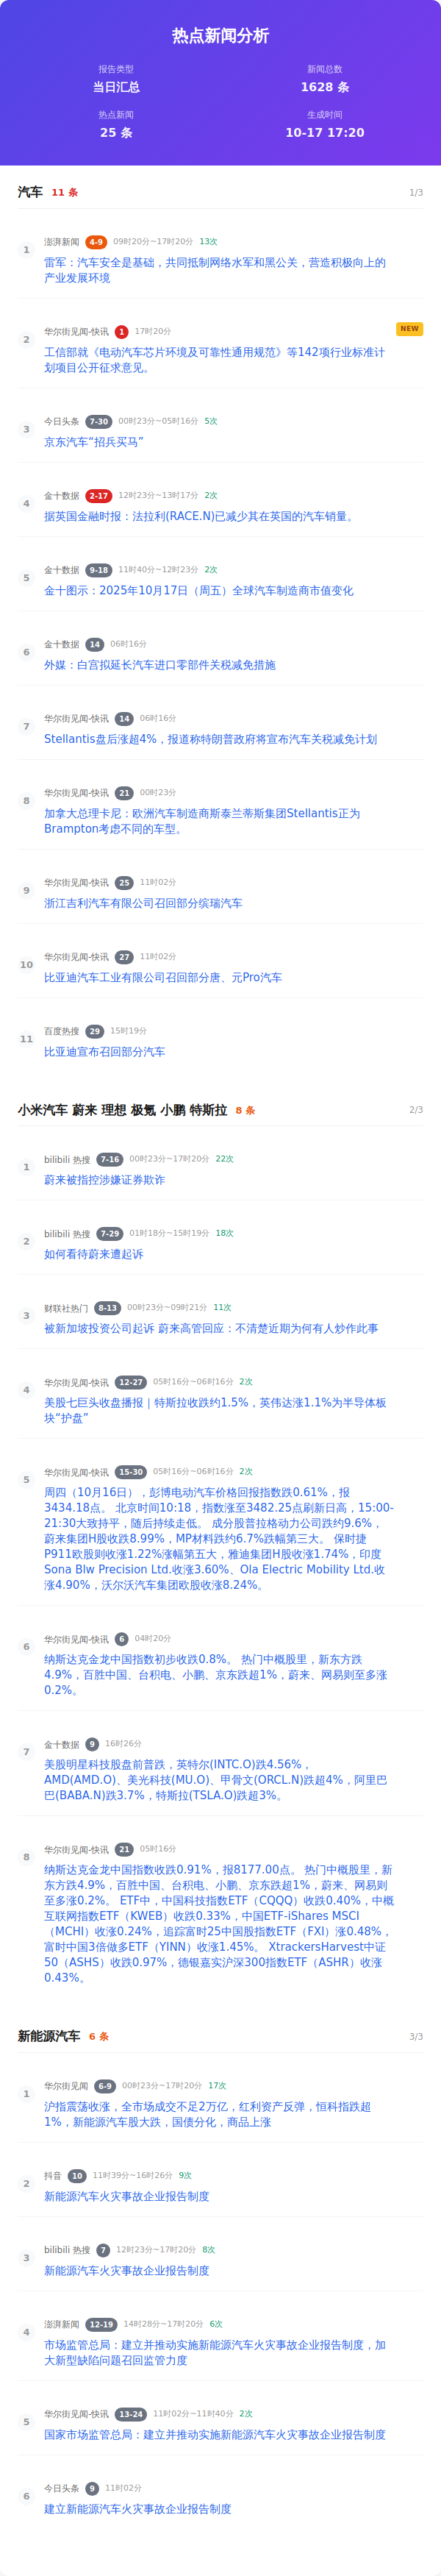 热点新闻分析
报告类型
新闻总数
当日汇总
1628 条
热点新闻
生成时间
25 条
10-17 17:20
汽车 11 条 1/3
1
澎湃新闻 4-9 09时20分~17时20分 13次
雷军：汽车安全是基础，共同抵制网络水军和黑公关，营造积极向上的
产业发展环境
2
华尔街见闻-快讯 1 17时20分 NEW
工信部就《电动汽车芯片环境及可靠性通用规范》等142项行业标准计
划项目公开征求意见。
3
今日头条 7-30 00时23分~05时16分 5次
京东汽车“招兵买马”
4
金十数据 2-17 12时23分~13时17分 2次
据英国金融时报：法拉利(RACE.N)已减少其在英国的汽车销量。
5
金十数据 9-18 11时40分~12时23分 2次
金十图示：2025年10月17日（周五）全球汽车制造商市值变化
6
金十数据 14 06时16分
外媒：白宫拟延长汽车进口零部件关税减免措施
7
华尔街见闻-快讯 14 06时16分
Stellantis盘后涨超4%，报道称特朗普政府将宣布汽车关税减免计划
8
华尔街见闻-快讯 21 00时23分
加拿大总理卡尼：欧洲汽车制造商斯泰兰蒂斯集团Stellantis正为
Brampton考虑不同的车型。
9
华尔街见闻-快讯 25 11时02分
浙江吉利汽车有限公司召回部分缤瑞汽车
10
华尔街见闻-快讯 27 11时02分
比亚迪汽车工业有限公司召回部分唐、元Pro汽车
11
百度热搜 29 15时19分
比亚迪宣布召回部分汽车
小米汽车 蔚来 理想 极氪 小鹏 特斯拉 8 条 2/3
1
bilibili 热搜 7-16 00时23分~17时20分 22次
蔚来被指控涉嫌证券欺诈
2
bilibili 热搜 7-29 01时18分~15时19分 18次
如何看待蔚来遭起诉
3
财联社热门 8-13 00时23分~09时21分 11次
被新加坡投资公司起诉 蔚来高管回应：不清楚近期为何有人炒作此事
4
华尔街见闻-快讯 12-27 05时16分~06时16分 2次
美股七巨头收盘播报｜特斯拉收跌约1.5%，英伟达涨1.1%为半导体板
块“护盘”
5
华尔街见闻-快讯 15-30 05时16分~06时16分 2次
周四（10月16日），彭博电动汽车价格回报指数跌0.61%，报
3434.18点。 北京时间10:18，指数涨至3482.25点刷新日高，15:00-
21:30大致持平，随后持续走低。 成分股普拉格动力公司跌约9.6%，
蔚来集团H股收跌8.99%，MP材料跌约6.7%跌幅第三大。 保时捷
P911欧股则收涨1.22%涨幅第五大，雅迪集团H股收涨1.74%，印度
Sona Blw Precision Ltd.收涨3.60%、Ola Electric Mobility Ltd.收
涨4.90%，沃尔沃汽车集团欧股收涨8.24%。
6
华尔街见闻-快讯 6 04时20分
纳斯达克金龙中国指数初步收跌0.8%。 热门中概股里，新东方跌
4.9%，百胜中国、台积电、小鹏、京东跌超1%，蔚来、网易则至多涨
0.2%。
7
金十数据 9 16时26分
美股明星科技股盘前普跌，英特尔(INTC.O)跌4.56%，
AMD(AMD.O)、美光科技(MU.O)、甲骨文(ORCL.N)跌超4%，阿里巴
巴(BABA.N)跌3.7%，特斯拉(TSLA.O)跌超3%。
8
华尔街见闻-快讯 21 05时16分
纳斯达克金龙中国指数收跌0.91%，报8177.00点。 热门中概股里，新
东方跌4.9%，百胜中国、台积电、小鹏、京东跌超1%，蔚来、网易则
至多涨0.2%。 ETF中，中国科技指数ETF（CQQQ）收跌0.40%，中概
互联网指数ETF（KWEB）收跌0.33%，中国ETF-iShares MSCI
（MCHI）收涨0.24%，追踪富时25中国股指数ETF（FXI）涨0.48%，
富时中国3倍做多ETF（YINN）收涨1.45%。 XtrackersHarvest中证
50（ASHS）收跌0.97%，德银嘉实沪深300指数ETF（ASHR）收涨
0.43%。
新能源汽车 6 条 3/3
1
华尔街见闻 6-9 00时23分~17时20分 17次
沪指震荡收涨，全市场成交不足2万亿，红利资产反弹，恒科指跌超
1%，新能源汽车股大跌，国债分化，商品上涨
2
抖音 10 11时39分~16时26分 9次
新能源汽车火灾事故企业报告制度
3
bilibili 热搜 7 12时23分~17时20分 8次
新能源汽车火灾事故企业报告制度
4
澎湃新闻 12-19 14时28分~17时20分 6次
市场监管总局：建立并推动实施新能源汽车火灾事故企业报告制度，加
大新型缺陷问题召回监管力度
5
华尔街见闻-快讯 13-24 11时02分~11时40分 2次
国家市场监管总局：建立并推动实施新能源汽车火灾事故企业报告制度
6
今日头条 9 11时02分
建立新能源汽车火灾事故企业报告制度